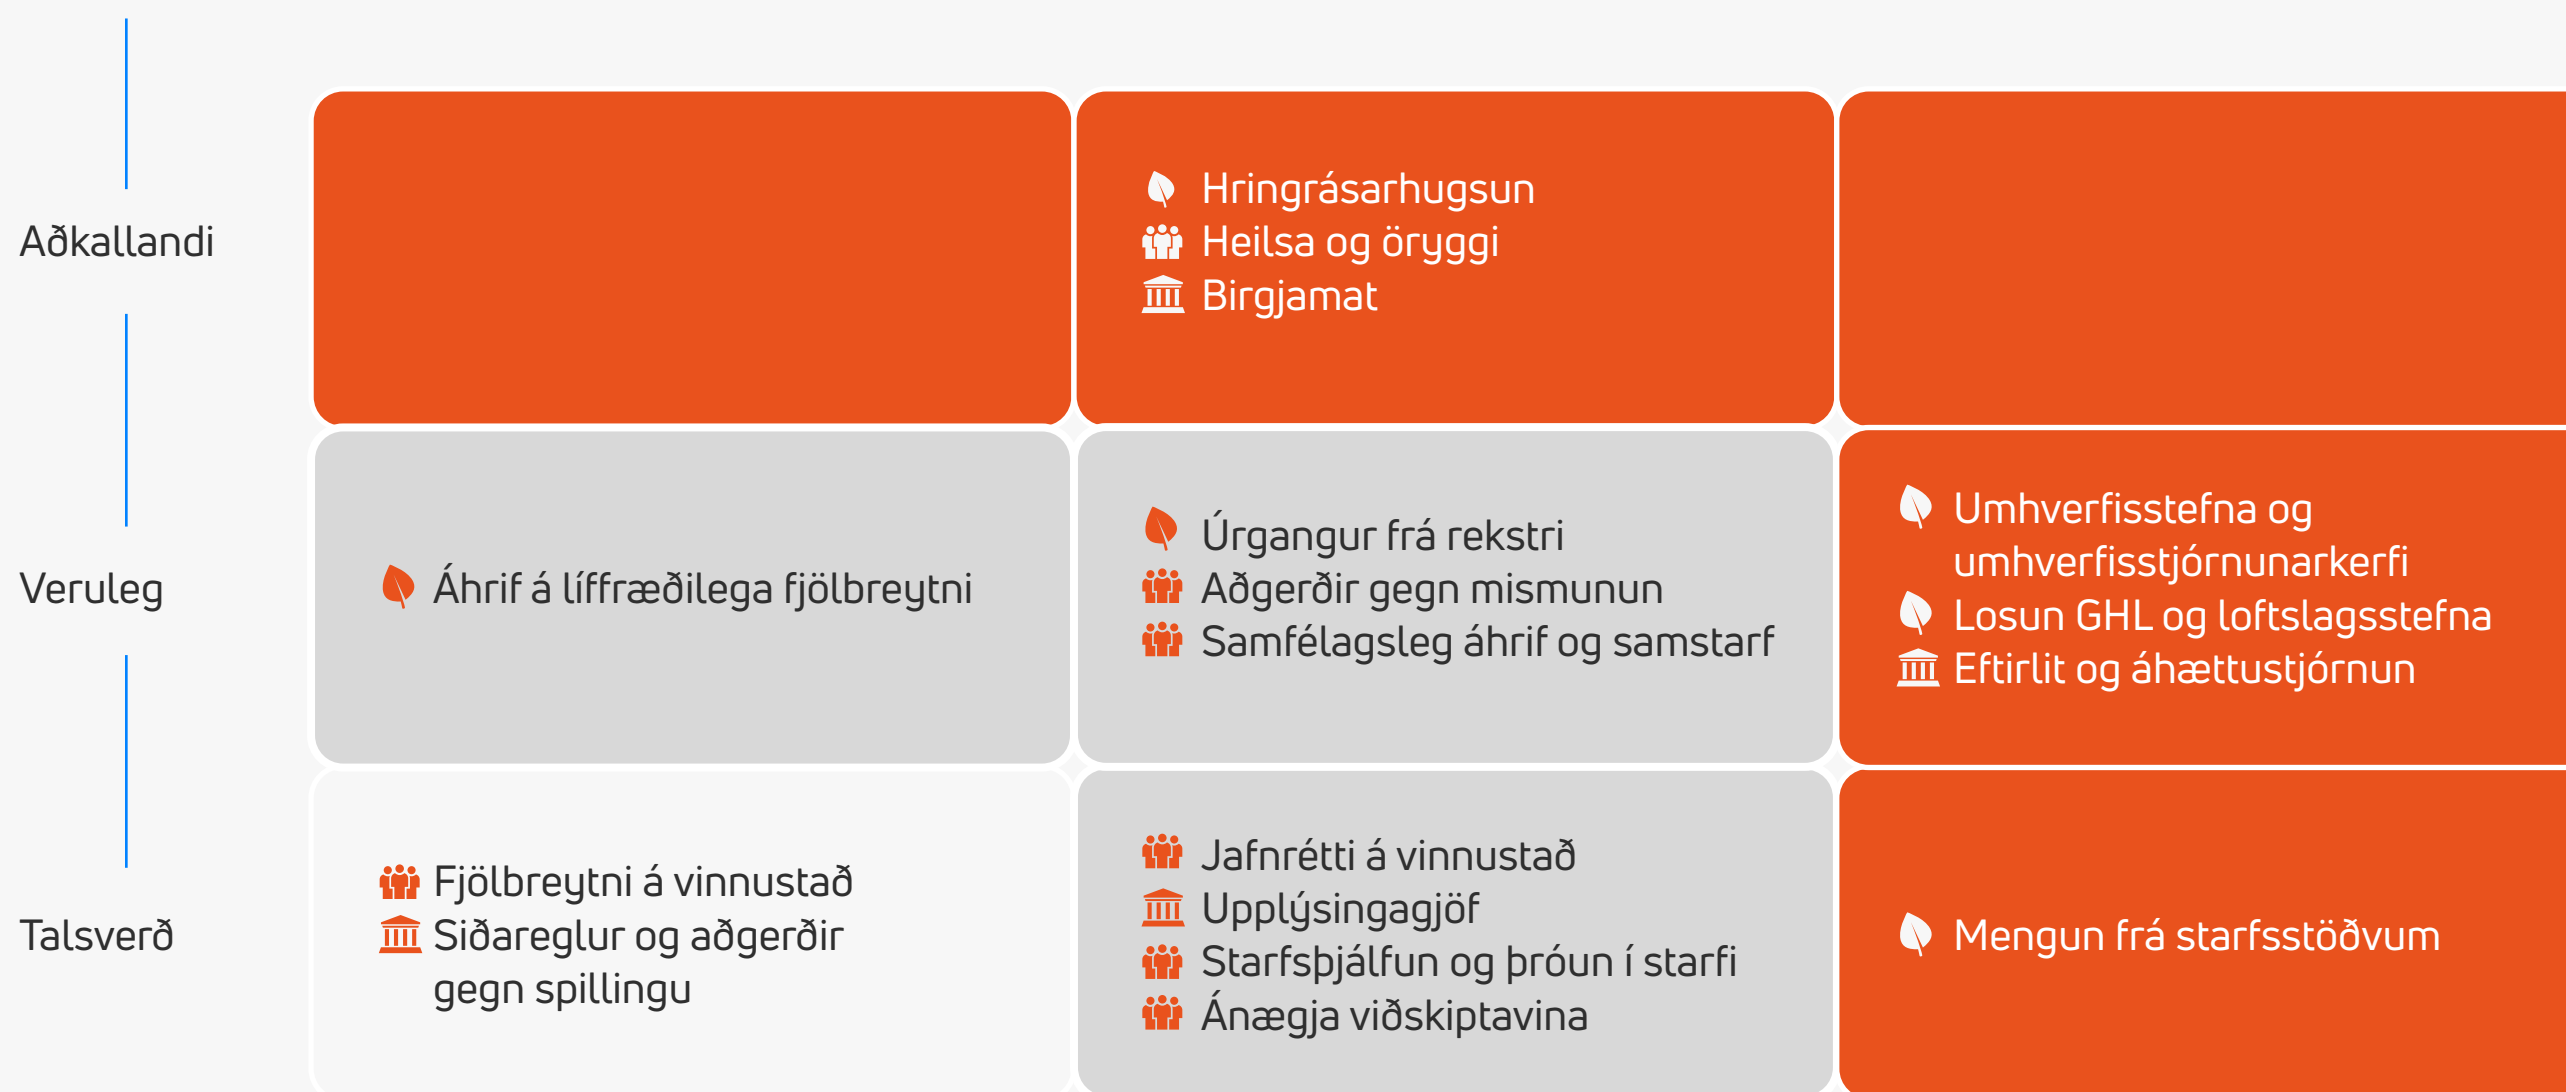 Aðkallandi
Hringrásarhugsun
Heilsa og öryggi
Birgjamat
Veruleg
Áhrif á líffræðilega fjölbreytni
Úrgangur frá rekstri
Aðgerðir gegn mismunun
Samfélagsleg áhrif og samstarf
Umhverfisstefna og
umhverfisstjórnunarkerfi
Losun GHL og loftslagsstefna
Eftirlit og áhættustjórnun
Talsverð
Fjölbreytni á vinnustað
Siðareglur og aðgerðir
gegn spillingu
Jafnrétti á vinnustað
Upplýsingagjöf
Starfsþjálfun og þróun í starfi
Ánægja viðskiptavina
Mengun frá starfsstöðvum